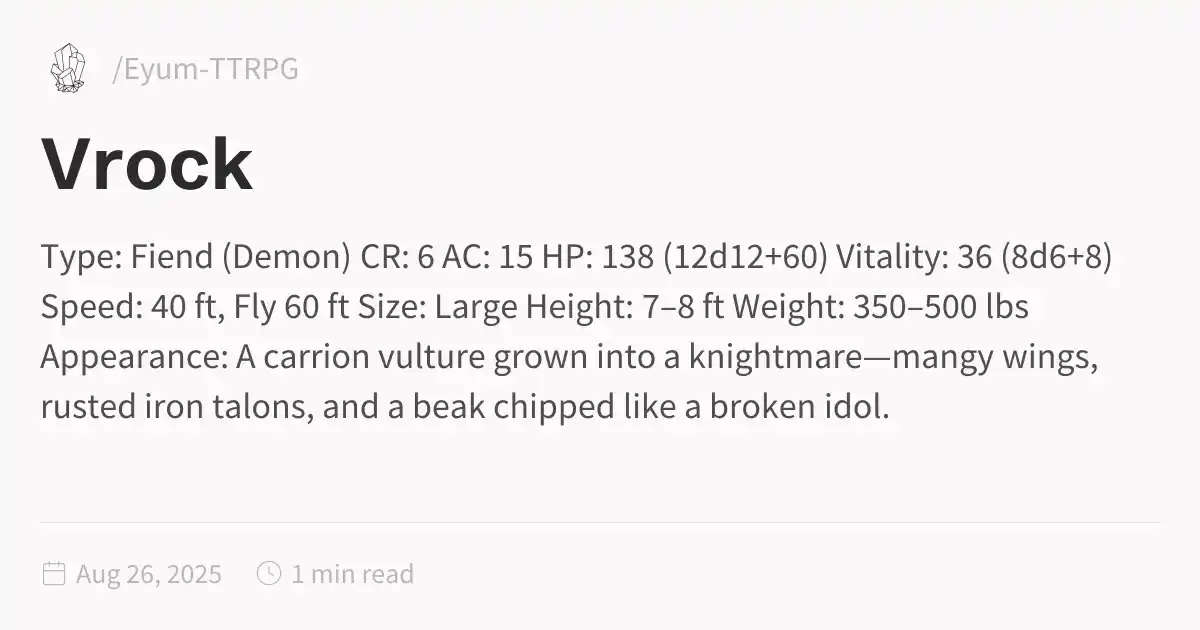 /Eyum-TTRPG
Vrock
Type: Fiend (Demon) CR: 6 AC: 15 HP: 138 (12d12+60) Vitality: 36 (8d6+8)
Speed: 40 ft, Fly 60 ft Size: Large Height: 7–8 ft Weight: 350–500 lbs
Appearance: A carrion vulture grown into a knightmare—mangy wings,
rusted iron talons, and a beak chipped like a broken idol.
Aug 26, 2025 1 min read